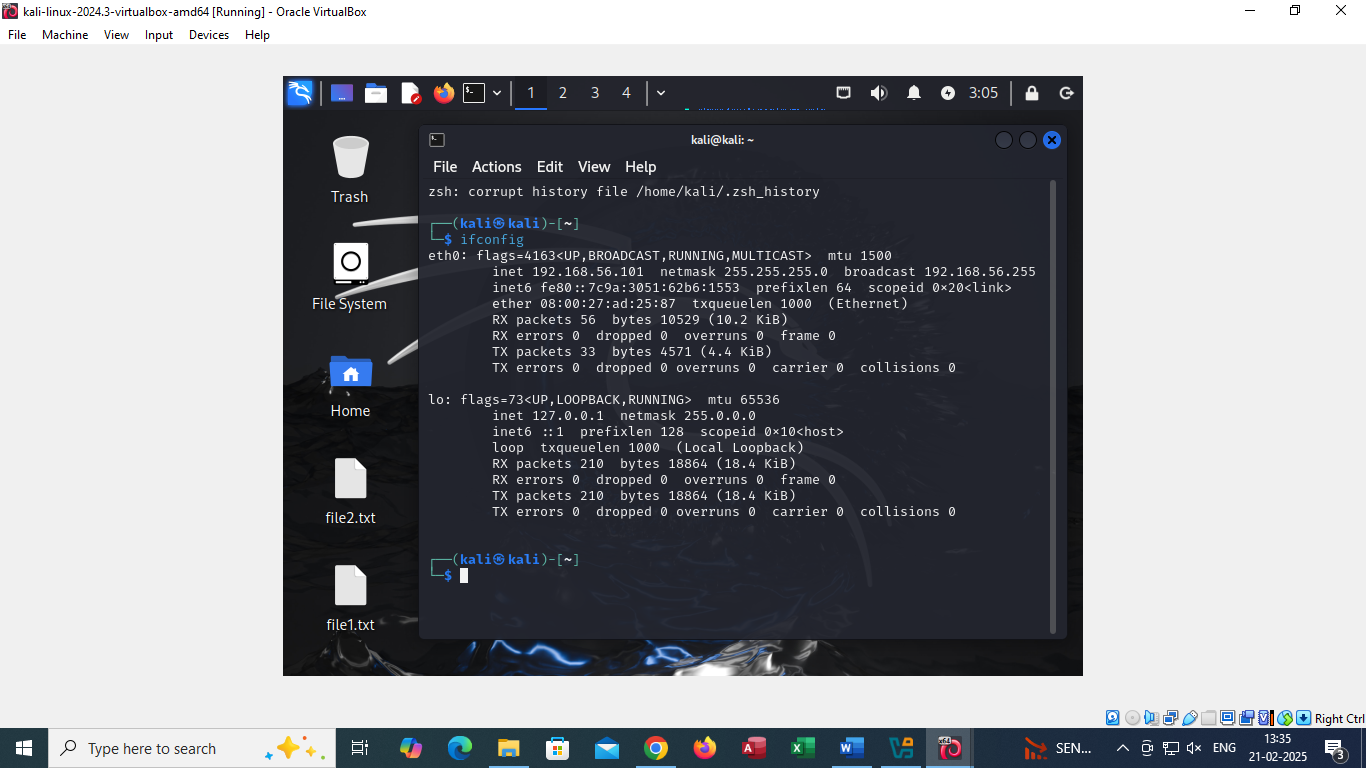 kali-linux-2024.3-virtualbox-amd64 [Running] - Oracle VirtualBox
File Machine View Input Devices Help
1 2 3 4 3:05
kali@kali: ~
File Actions Edit View Help
Trash
File System
Home
file2.txt
file1.txt
zsh: corrupt history file /home/kali/.zsh_history
┌──(kali㉿kali)-[~]
└─$ ifconfig
eth0: flags=4163<UP,BROADCAST,RUNNING,MULTICAST>  mtu 1500
        inet 192.168.56.101  netmask 255.255.255.0  broadcast 192.168.56.255
        inet6 fe80::7c9a:3051:62b6:1553  prefixlen 64  scopeid 0×20<link>
        ether 08:00:27:ad:25:87  txqueuelen 1000  (Ethernet)
        RX packets 56  bytes 10529 (10.2 KiB)
        RX errors 0  dropped 0  overruns 0  frame 0
        TX packets 33  bytes 4571 (4.4 KiB)
        TX errors 0  dropped 0 overruns 0  carrier 0  collisions 0
lo: flags=73<UP,LOOPBACK,RUNNING>  mtu 65536
        inet 127.0.0.1  netmask 255.0.0.0
        inet6 ::1  prefixlen 128  scopeid 0×10<host>
        loop  txqueuelen 1000  (Local Loopback)
        RX packets 210  bytes 18864 (18.4 KiB)
        RX errors 0  dropped 0  overruns 0  frame 0
        TX packets 210  bytes 18864 (18.4 KiB)
        TX errors 0  dropped 0 overruns 0  carrier 0  collisions 0
┌──(kali㉿kali)-[~]
└─$
Right Ctrl
Type here to search
SEN...
ENG
13:35
21-02-2025
3